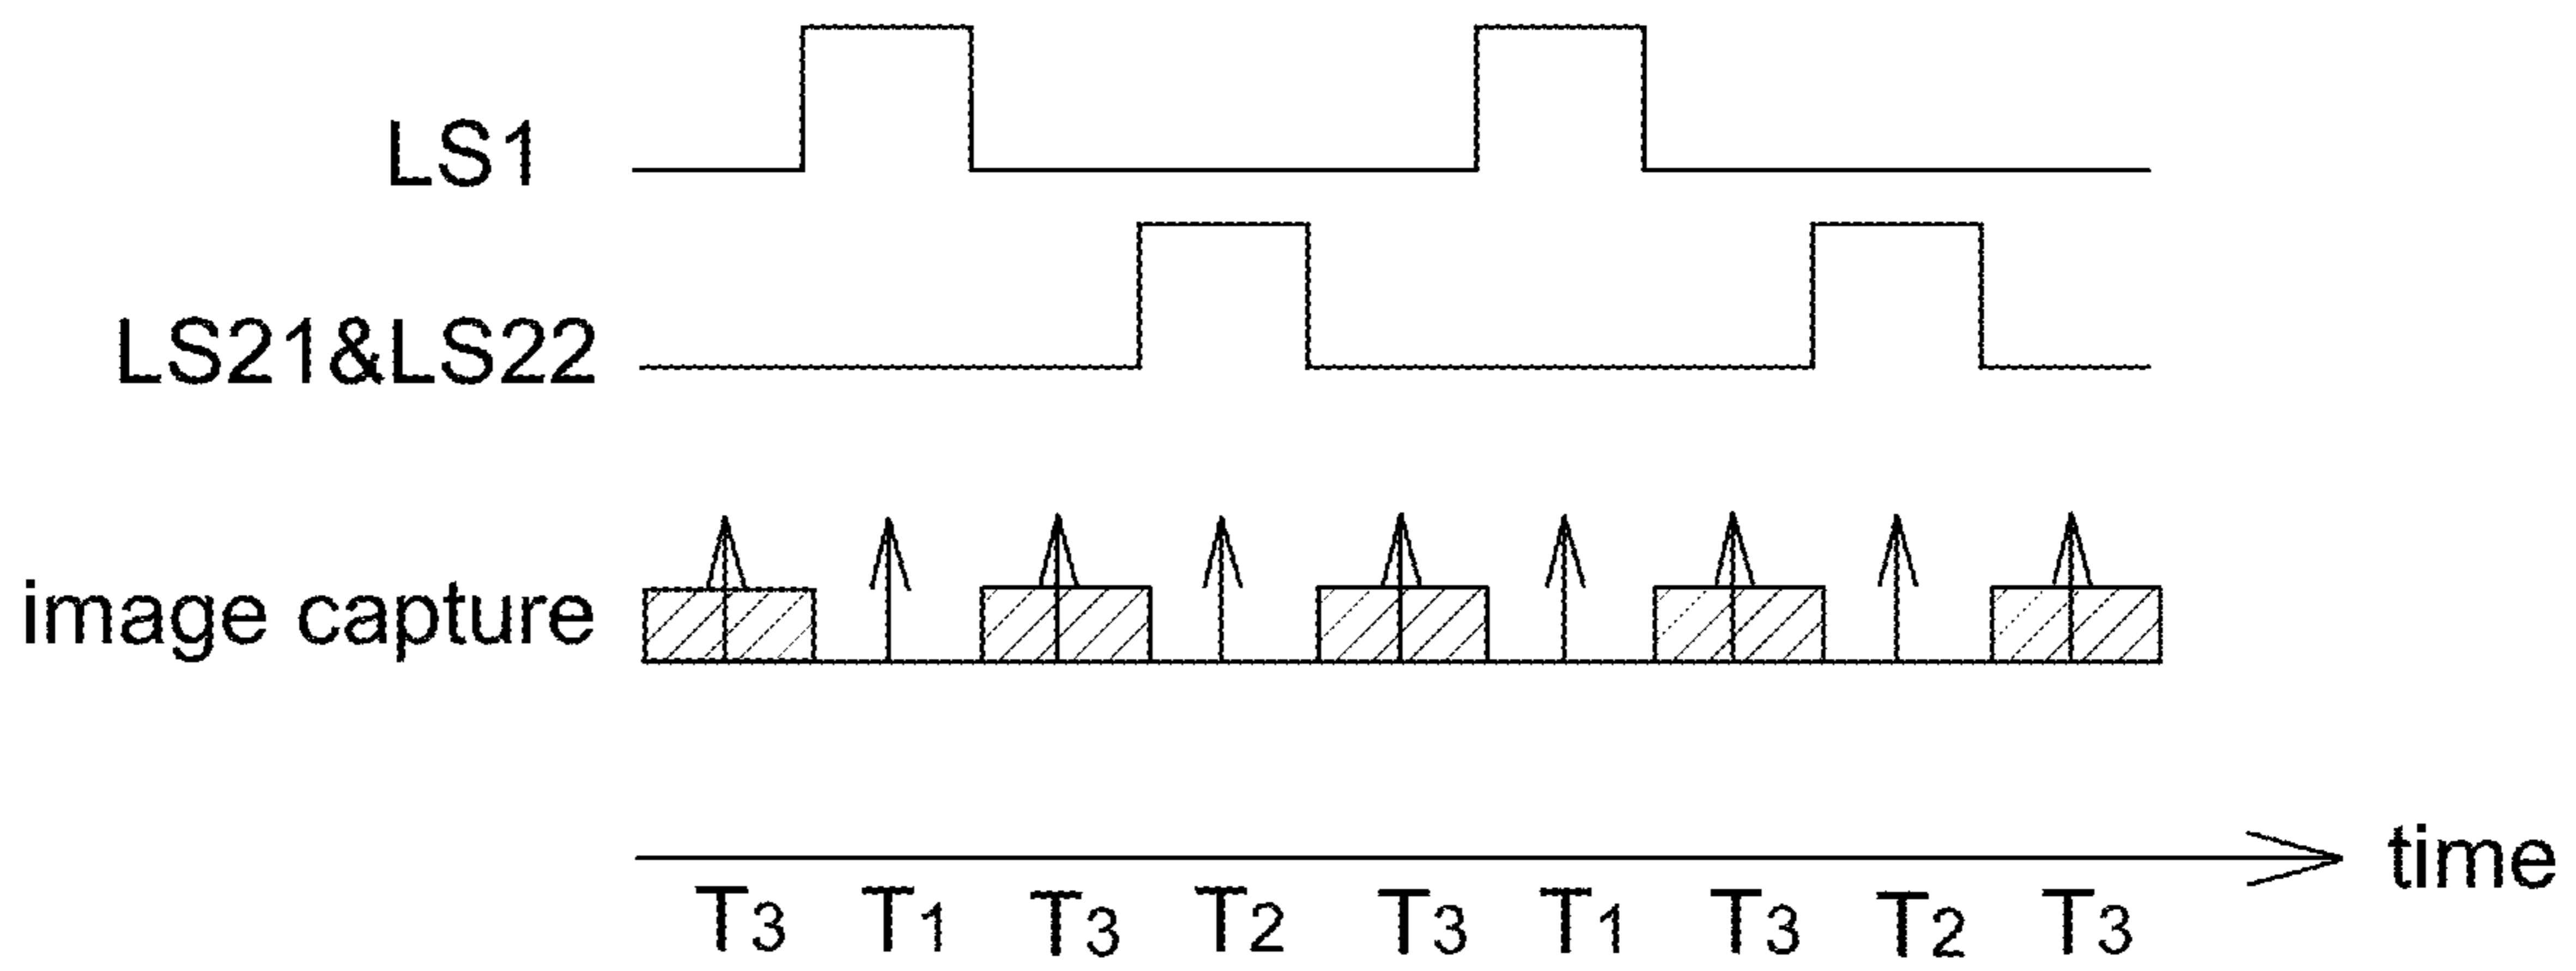 LS1
LS21&LS22
image capture
time
T3 T1 T3 T2 T3 T1 T3 T2 T3